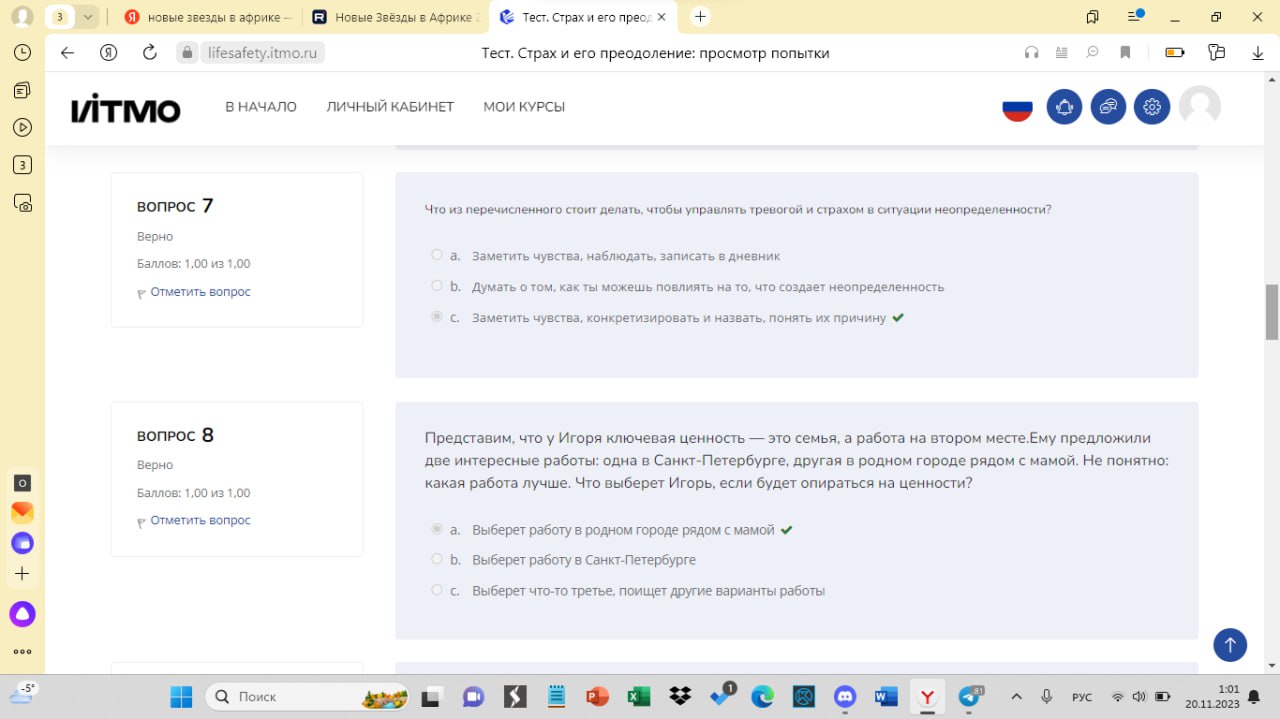 3
новые звезды в африке —
Новые Звёзды в Африке 2
Тест. Страх и его преод
lifesafety.itmo.ru
Тест. Страх и его преодоление: просмотр попытки
ИТМО
В НАЧАЛО
ЛИЧНЫЙ КАБИНЕТ
МОИ КУРСЫ
3
ВОПРОС 7
Верно
Баллов: 1,00 из 1,00
Отметить вопрос
Что из перечисленного стоит делать, чтобы управлять тревогой и страхом в ситуации неопределенности?
a. Заметить чувства, наблюдать, записать в дневник
b. Думать о том, как ты можешь повлиять на то, что создает неопределенность
c. Заметить чувства, конкретизировать и назвать, понять их причину
ВОПРОС 8
Верно
Баллов: 1,00 из 1,00
Отметить вопрос
Представим, что у Игоря ключевая ценность — это семья, а работа на втором месте.Ему предложили
две интересные работы: одна в Санкт-Петербурге, другая в родном городе рядом с мамой. Не понятно:
какая работа лучше. Что выберет Игорь, если будет опираться на ценности?
a. Выберет работу в родном городе рядом с мамой
b. Выберет работу в Санкт-Петербурге
c. Выберет что-то третье, поищет другие варианты работы
-5°
Поиск
1
81
РУС
1:01
20.11.2023